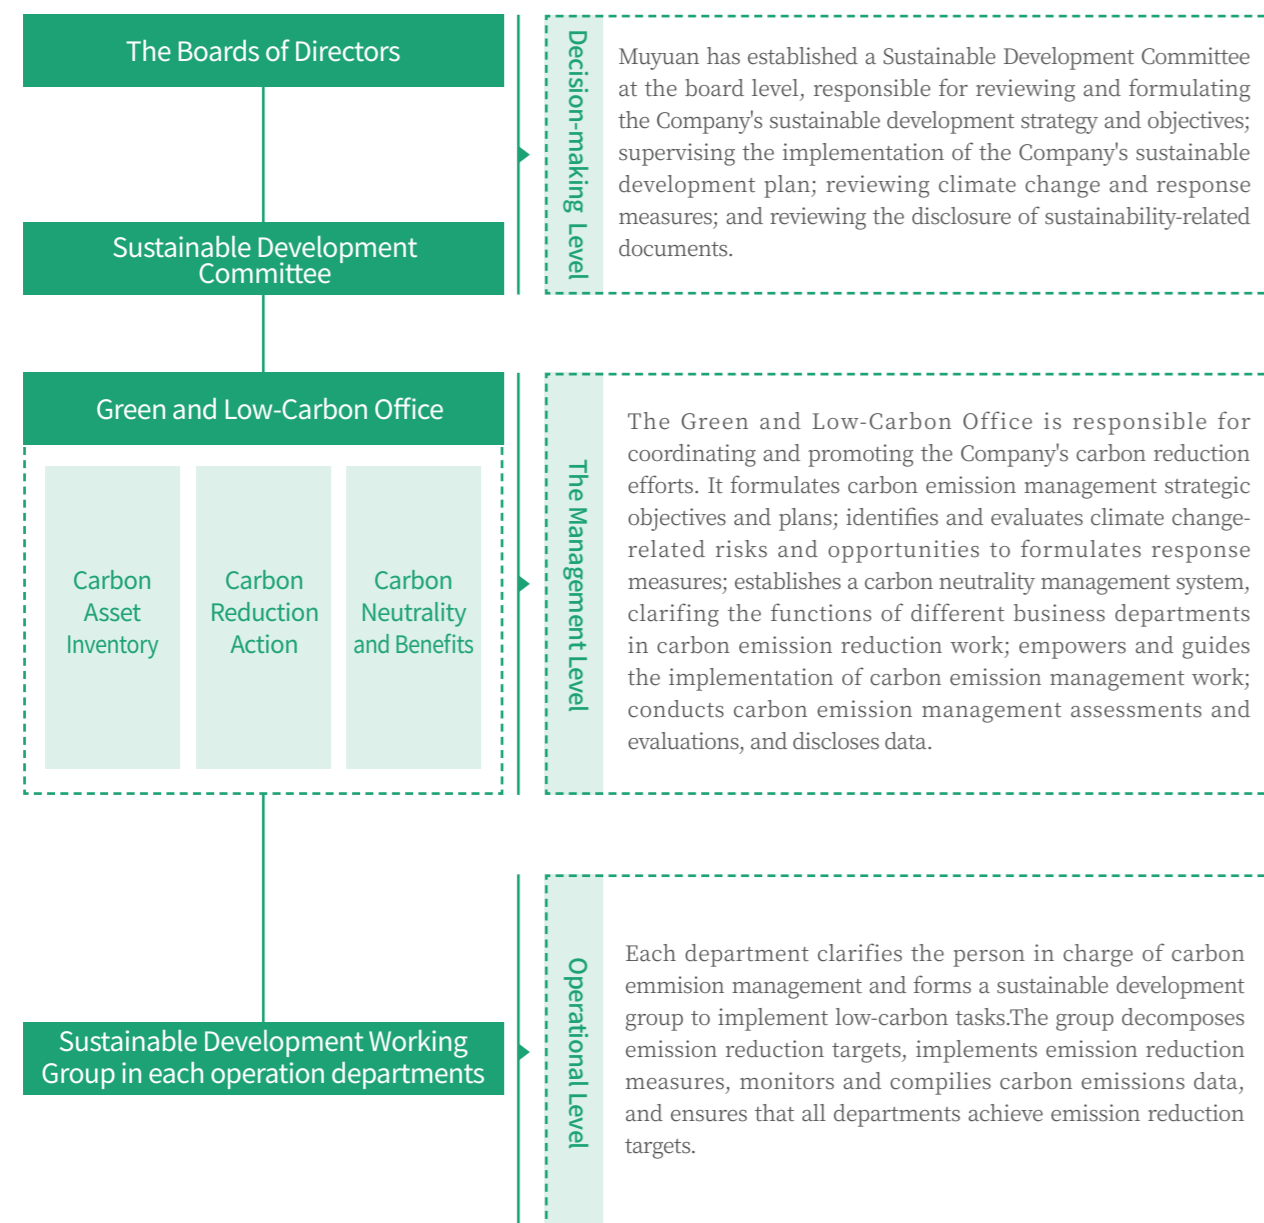 The Boards of Directors
Sustainable Development
Committee
Decision-making Level
Muyuan has established a Sustainable Development Committee
at the board level, responsible for reviewing and formulating
the Company's sustainable development strategy and objectives;
supervising the implementation of the Company's sustainable
development plan; reviewing climate change and response
measures; and reviewing the disclosure of sustainability-related
documents.
Green and Low-Carbon Office
Carbon
Asset
Inventory
Carbon
Reduction
Action
Carbon
Neutrality
and Benefits
The Management Level
The Green and Low-Carbon Office is responsible for
coordinating and promoting the Company's carbon reduction
efforts. It formulates carbon emission management strategic
objectives and plans; identifies and evaluates climate change-
related risks and opportunities to formulates response
measures; establishes a carbon neutrality management system,
clarifing the functions of different business departments
in carbon emission reduction work; empowers and guides
the implementation of carbon emission management work;
conducts carbon emission management assessments and
evaluations, and discloses data.
Sustainable Development Working
Group in each operation departments
Operational Level
Each department clarifies the person in charge of carbon
emmision management and forms a sustainable development
group to implement low-carbon tasks.The group decomposes
emission reduction targets, implements emission reduction
measures, monitors and compilies carbon emissions data,
and ensures that all departments achieve emission reduction
targets.